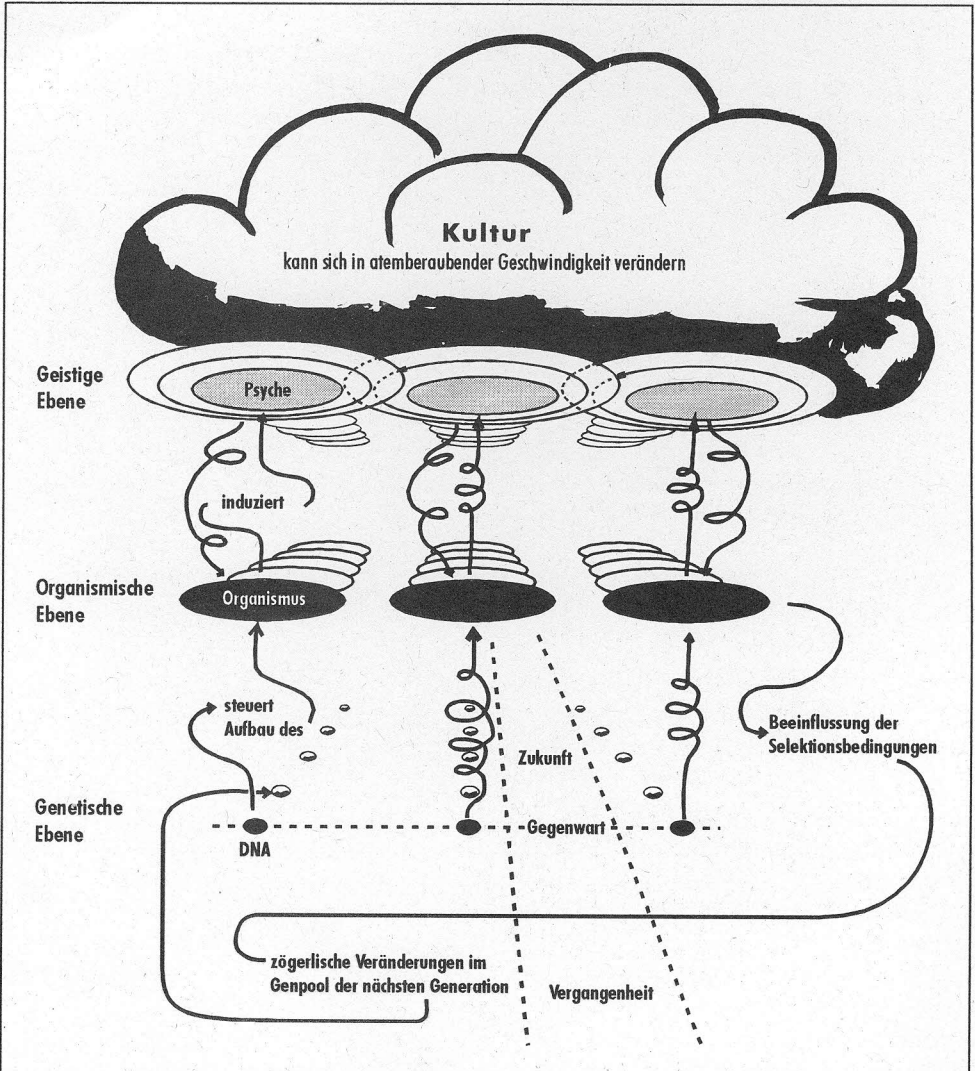 Kultur
kann sich in atemberaubender Geschwindigkeit verändern
Geistige
Ebene
Psyche
induziert
Organismische
Ebene
Organismus
steuert
Aufbau des
Beeinflussung der
Selektionsbedingungen
Zukunft
Genetische
Ebene
Gegenwart
DNA
zögerlische Veränderungen im
Genpool der nächsten Generation
Vergangenheit